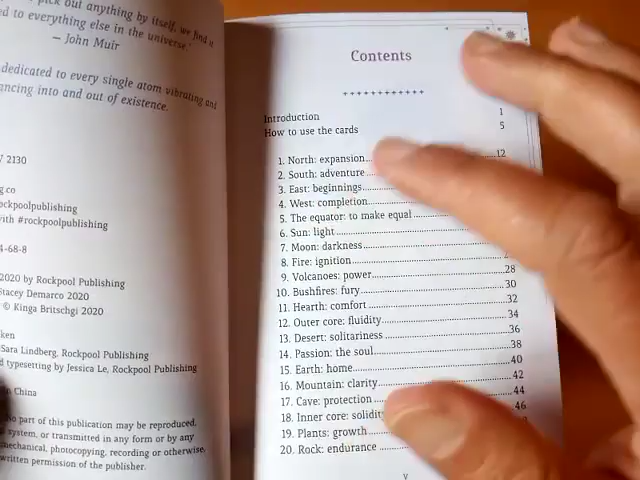 pick out anything by itself, we find it
ed to everything else in the universe.'
— John Muir
dedicated to every single atom vibrating and
ancing into and out of existence.
2130
g co
ockpoolpublishing
with #rockpoolpublishing
4-68-8
2020 by Rockpool Publishing
Stacey Demarco 2020
© Kinga Britschgi 2020
ken
Sara Lindberg, Rockpool Publishing
d typesetting by Jessica Le, Rockpool Publishing
n China
No part of this publication may be reproduced,
system, or transmitted in any form or by any
mechanical, photocopying, recording or otherwise,
written permission of the publisher.
Contents
Introduction 1
How to use the cards 5
1. North: expansion...12
2. South: adventure
3. East: beginnings
4. West: completion
5. The equator: to make equal
6. Sun: light
7. Moon: darkness
8. Fire: ignition
9. Volcanoes: power 28
10. Bushfires: fury 30
11. Hearth: comfort 32
12. Outer core: fluidity 34
13. Desert: solitariness 36
14. Passion: the soul 38
15. Earth: home 40
16. Mountain: clarity 42
17. Cave: protection 44
18. Inner core: solidity 46
19. Plants: growth
20. Rock: endurance
v